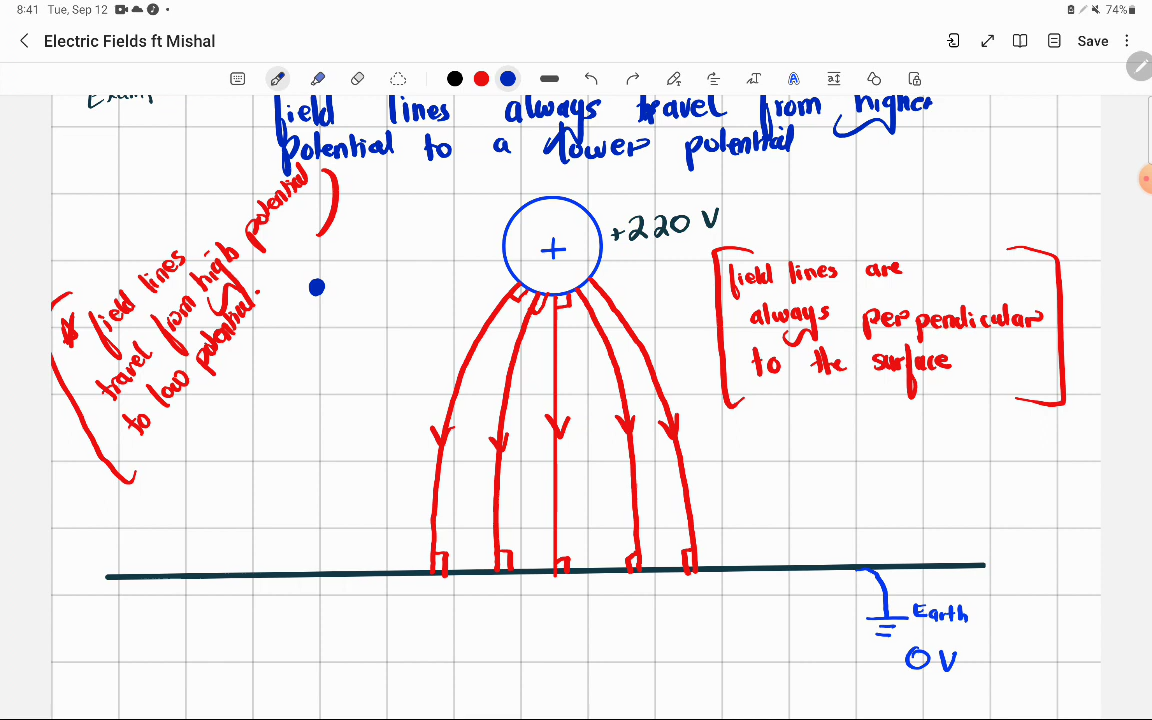 8:41 Tue, Sep 12
74%
Electric Fields ft Mishal
Save
field lines always travel from higher
potential to a lower potential
+220 V
+
* field lines
travel from high potential
to low potential.
field lines are
always perpendicular
to the surface
Earth
0 V